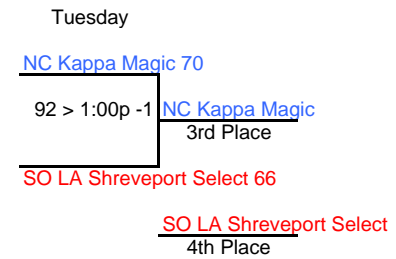 Tuesday
NC Kappa Magic 70
92 > 1:00p -1 NC Kappa Magic
3rd Place
SO LA Shreveport Select 66
SO LA Shreveport Select
4th Place